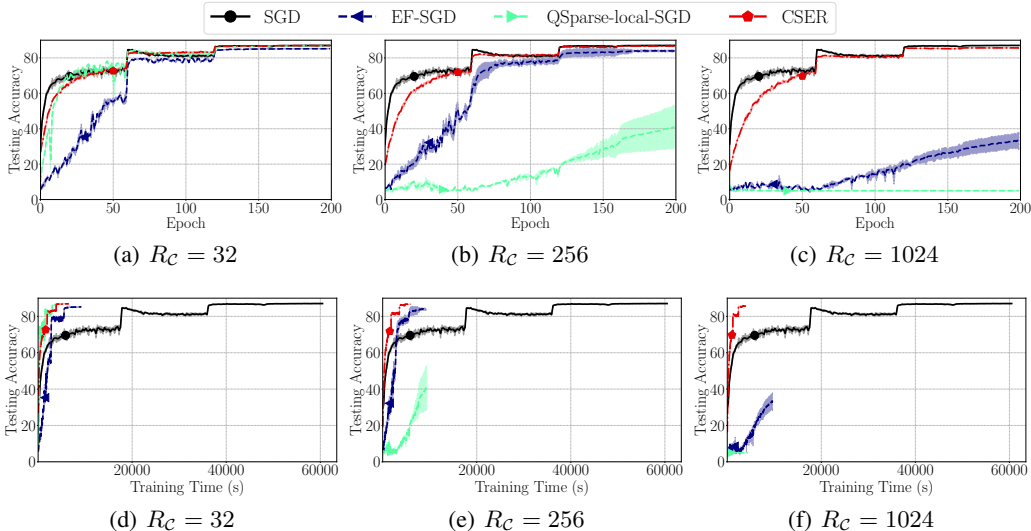 SGD EF-SGD QSparse-local-SGD CSER
Testing Accuracy
80
60
40
20
0
0 50 100 150 200
Epoch
(a) R_C = 32
Testing Accuracy
80
60
40
20
0
0 50 100 150 200
Epoch
(b) R_C = 256
Testing Accuracy
80
60
40
20
0
0 50 100 150 200
Epoch
(c) R_C = 1024
Testing Accuracy
80
60
40
20
0
20000 40000 60000
Training Time (s)
(d) R_C = 32
Testing Accuracy
80
60
40
20
0
0 20000 40000 60000
Training Time (s)
(e) R_C = 256
Testing Accuracy
80
60
40
20
0
20000 40000 60000
Training Time (s)
(f) R_C = 1024